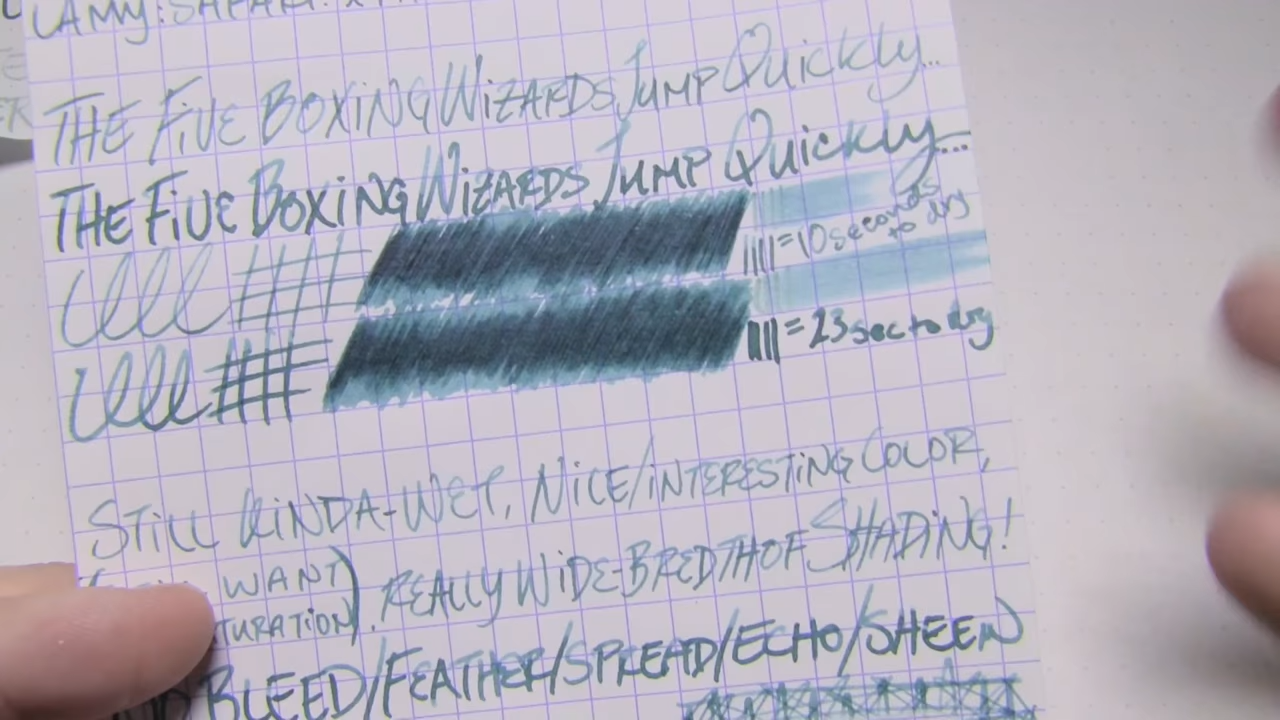 LAMY: SAFARI:
THE FiVE BOXiNG WiZARDS JUMP QUiCKLY...
THE FiVE BOXiNG WiZARDS JUMP QUiCKLY...
= 10 seconds
to dry
= 23 sec to dry
STiLL KiNDA-WET, NiCE/iNTERESTiNG COLOR,
WANT
TURATiON). REALLY WiDE-BREDTH OF SHADiNG!
BLEED/FEATHER/SPREAD/ECHO/SHEEN